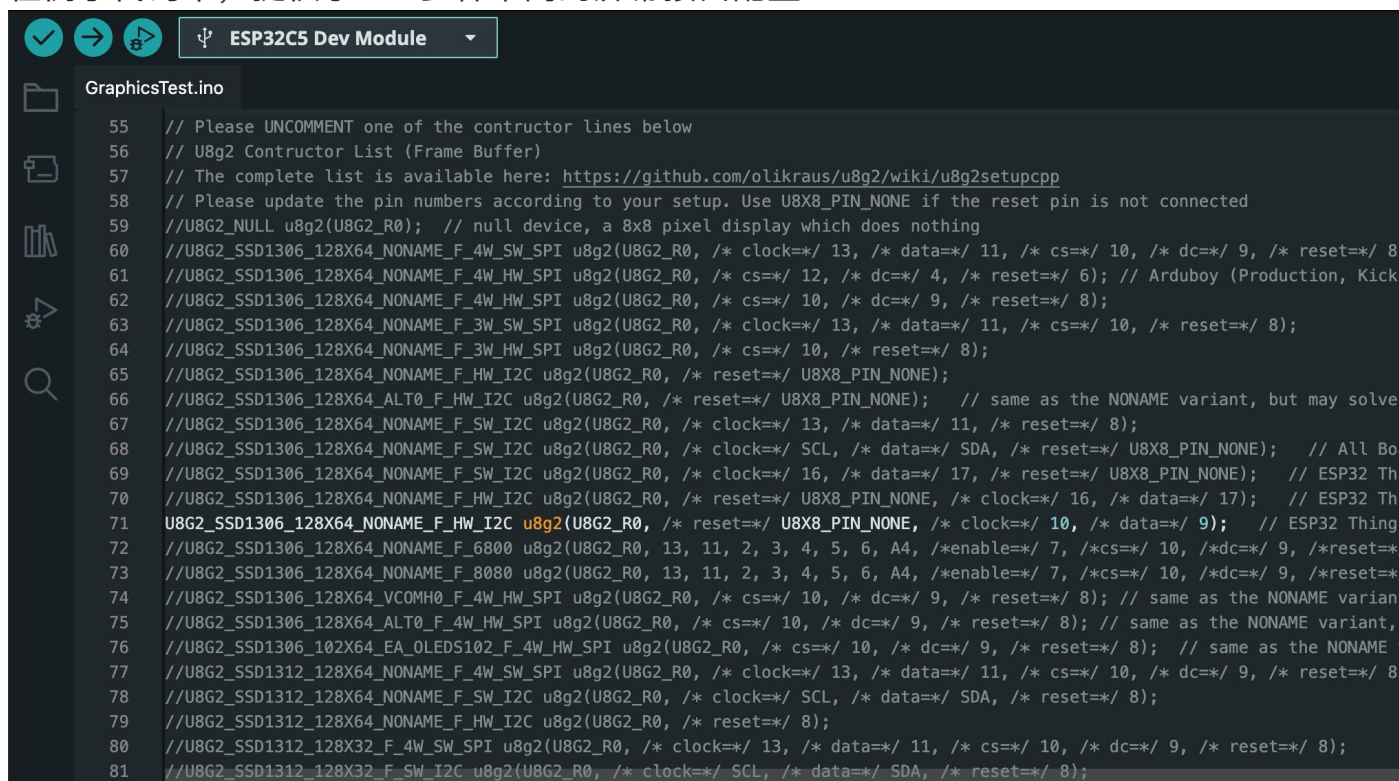 ESP32C5 Dev Module
GraphicsTest.ino
55 // Please UNCOMMENT one of the contructor lines below
56 // U8g2 Contructor List (Frame Buffer)
57 // The complete list is available here: https://github.com/olikraus/u8g2/wiki/u8g2setupcpp
58 // Please update the pin numbers according to your setup. Use U8X8_PIN_NONE if the reset pin is not connected
59 //U8G2_NULL u8g2(U8G2_R0);  // null device, a 8x8 pixel display which does nothing
60 //U8G2_SSD1306_128X64_NONAME_F_4W_SW_SPI u8g2(U8G2_R0, /* clock=*/ 13, /* data=*/ 11, /* cs=*/ 10, /* dc=*/ 9, /* reset=*/ 8
61 //U8G2_SSD1306_128X64_NONAME_F_4W_HW_SPI u8g2(U8G2_R0, /* cs=*/ 12, /* dc=*/ 4, /* reset=*/ 6); // Arduboy (Production, Kick
62 //U8G2_SSD1306_128X64_NONAME_F_4W_HW_SPI u8g2(U8G2_R0, /* cs=*/ 10, /* dc=*/ 9, /* reset=*/ 8);
63 //U8G2_SSD1306_128X64_NONAME_F_3W_SW_SPI u8g2(U8G2_R0, /* clock=*/ 13, /* data=*/ 11, /* cs=*/ 10, /* reset=*/ 8);
64 //U8G2_SSD1306_128X64_NONAME_F_3W_HW_SPI u8g2(U8G2_R0, /* cs=*/ 10, /* reset=*/ 8);
65 //U8G2_SSD1306_128X64_NONAME_F_HW_I2C u8g2(U8G2_R0, /* reset=*/ U8X8_PIN_NONE);
66 //U8G2_SSD1306_128X64_ALT0_F_HW_I2C u8g2(U8G2_R0, /* reset=*/ U8X8_PIN_NONE);   // same as the NONAME variant, but may solve
67 //U8G2_SSD1306_128X64_NONAME_F_SW_I2C u8g2(U8G2_R0, /* clock=*/ 13, /* data=*/ 11, /* reset=*/ 8);
68 //U8G2_SSD1306_128X64_NONAME_F_SW_I2C u8g2(U8G2_R0, /* clock=*/ SCL, /* data=*/ SDA, /* reset=*/ U8X8_PIN_NONE);   // All Bo
69 //U8G2_SSD1306_128X64_NONAME_F_SW_I2C u8g2(U8G2_R0, /* clock=*/ 16, /* data=*/ 17, /* reset=*/ U8X8_PIN_NONE);   // ESP32 Th
70 //U8G2_SSD1306_128X64_NONAME_F_HW_I2C u8g2(U8G2_R0, /* reset=*/ U8X8_PIN_NONE, /* clock=*/ 16, /* data=*/ 17);   // ESP32 Th
71 U8G2_SSD1306_128X64_NONAME_F_HW_I2C u8g2(U8G2_R0, /* reset=*/ U8X8_PIN_NONE, /* clock=*/ 10, /* data=*/ 9);   // ESP32 Thing
72 //U8G2_SSD1306_128X64_NONAME_F_6800 u8g2(U8G2_R0, 13, 11, 2, 3, 4, 5, 6, A4, /*enable=*/ 7, /*cs=*/ 10, /*dc=*/ 9, /*reset=*
73 //U8G2_SSD1306_128X64_NONAME_F_8080 u8g2(U8G2_R0, 13, 11, 2, 3, 4, 5, 6, A4, /*enable=*/ 7, /*cs=*/ 10, /*dc=*/ 9, /*reset=*
74 //U8G2_SSD1306_128X64_VCOMH0_F_4W_HW_SPI u8g2(U8G2_R0, /* cs=*/ 10, /* dc=*/ 9, /* reset=*/ 8); // same as the NONAME varian
75 //U8G2_SSD1306_128X64_ALT0_F_4W_HW_SPI u8g2(U8G2_R0, /* cs=*/ 10, /* dc=*/ 9, /* reset=*/ 8); // same as the NONAME variant,
76 //U8G2_SSD1306_102X64_EA_OLEDS102_F_4W_HW_SPI u8g2(U8G2_R0, /* cs=*/ 10, /* dc=*/ 9, /* reset=*/ 8);  // same as the NONAME
77 //U8G2_SSD1312_128X64_NONAME_F_4W_SW_SPI u8g2(U8G2_R0, /* clock=*/ 13, /* data=*/ 11, /* cs=*/ 10, /* dc=*/ 9, /* reset=*/ 8
78 //U8G2_SSD1312_128X64_NONAME_F_SW_I2C u8g2(U8G2_R0, /* clock=*/ SCL, /* data=*/ SDA, /* reset=*/ 8);
79 //U8G2_SSD1312_128X64_NONAME_F_HW_I2C u8g2(U8G2_R0, /* reset=*/ 8);
80 //U8G2_SSD1312_128X32_F_4W_SW_SPI u8g2(U8G2_R0, /* clock=*/ 13, /* data=*/ 11, /* cs=*/ 10, /* dc=*/ 9, /* reset=*/ 8);
81 //U8G2_SSD1312_128X32_F_SW_I2C u8g2(U8G2_R0, /* clock=*/ SCL, /* data=*/ SDA, /* reset=*/ 8);